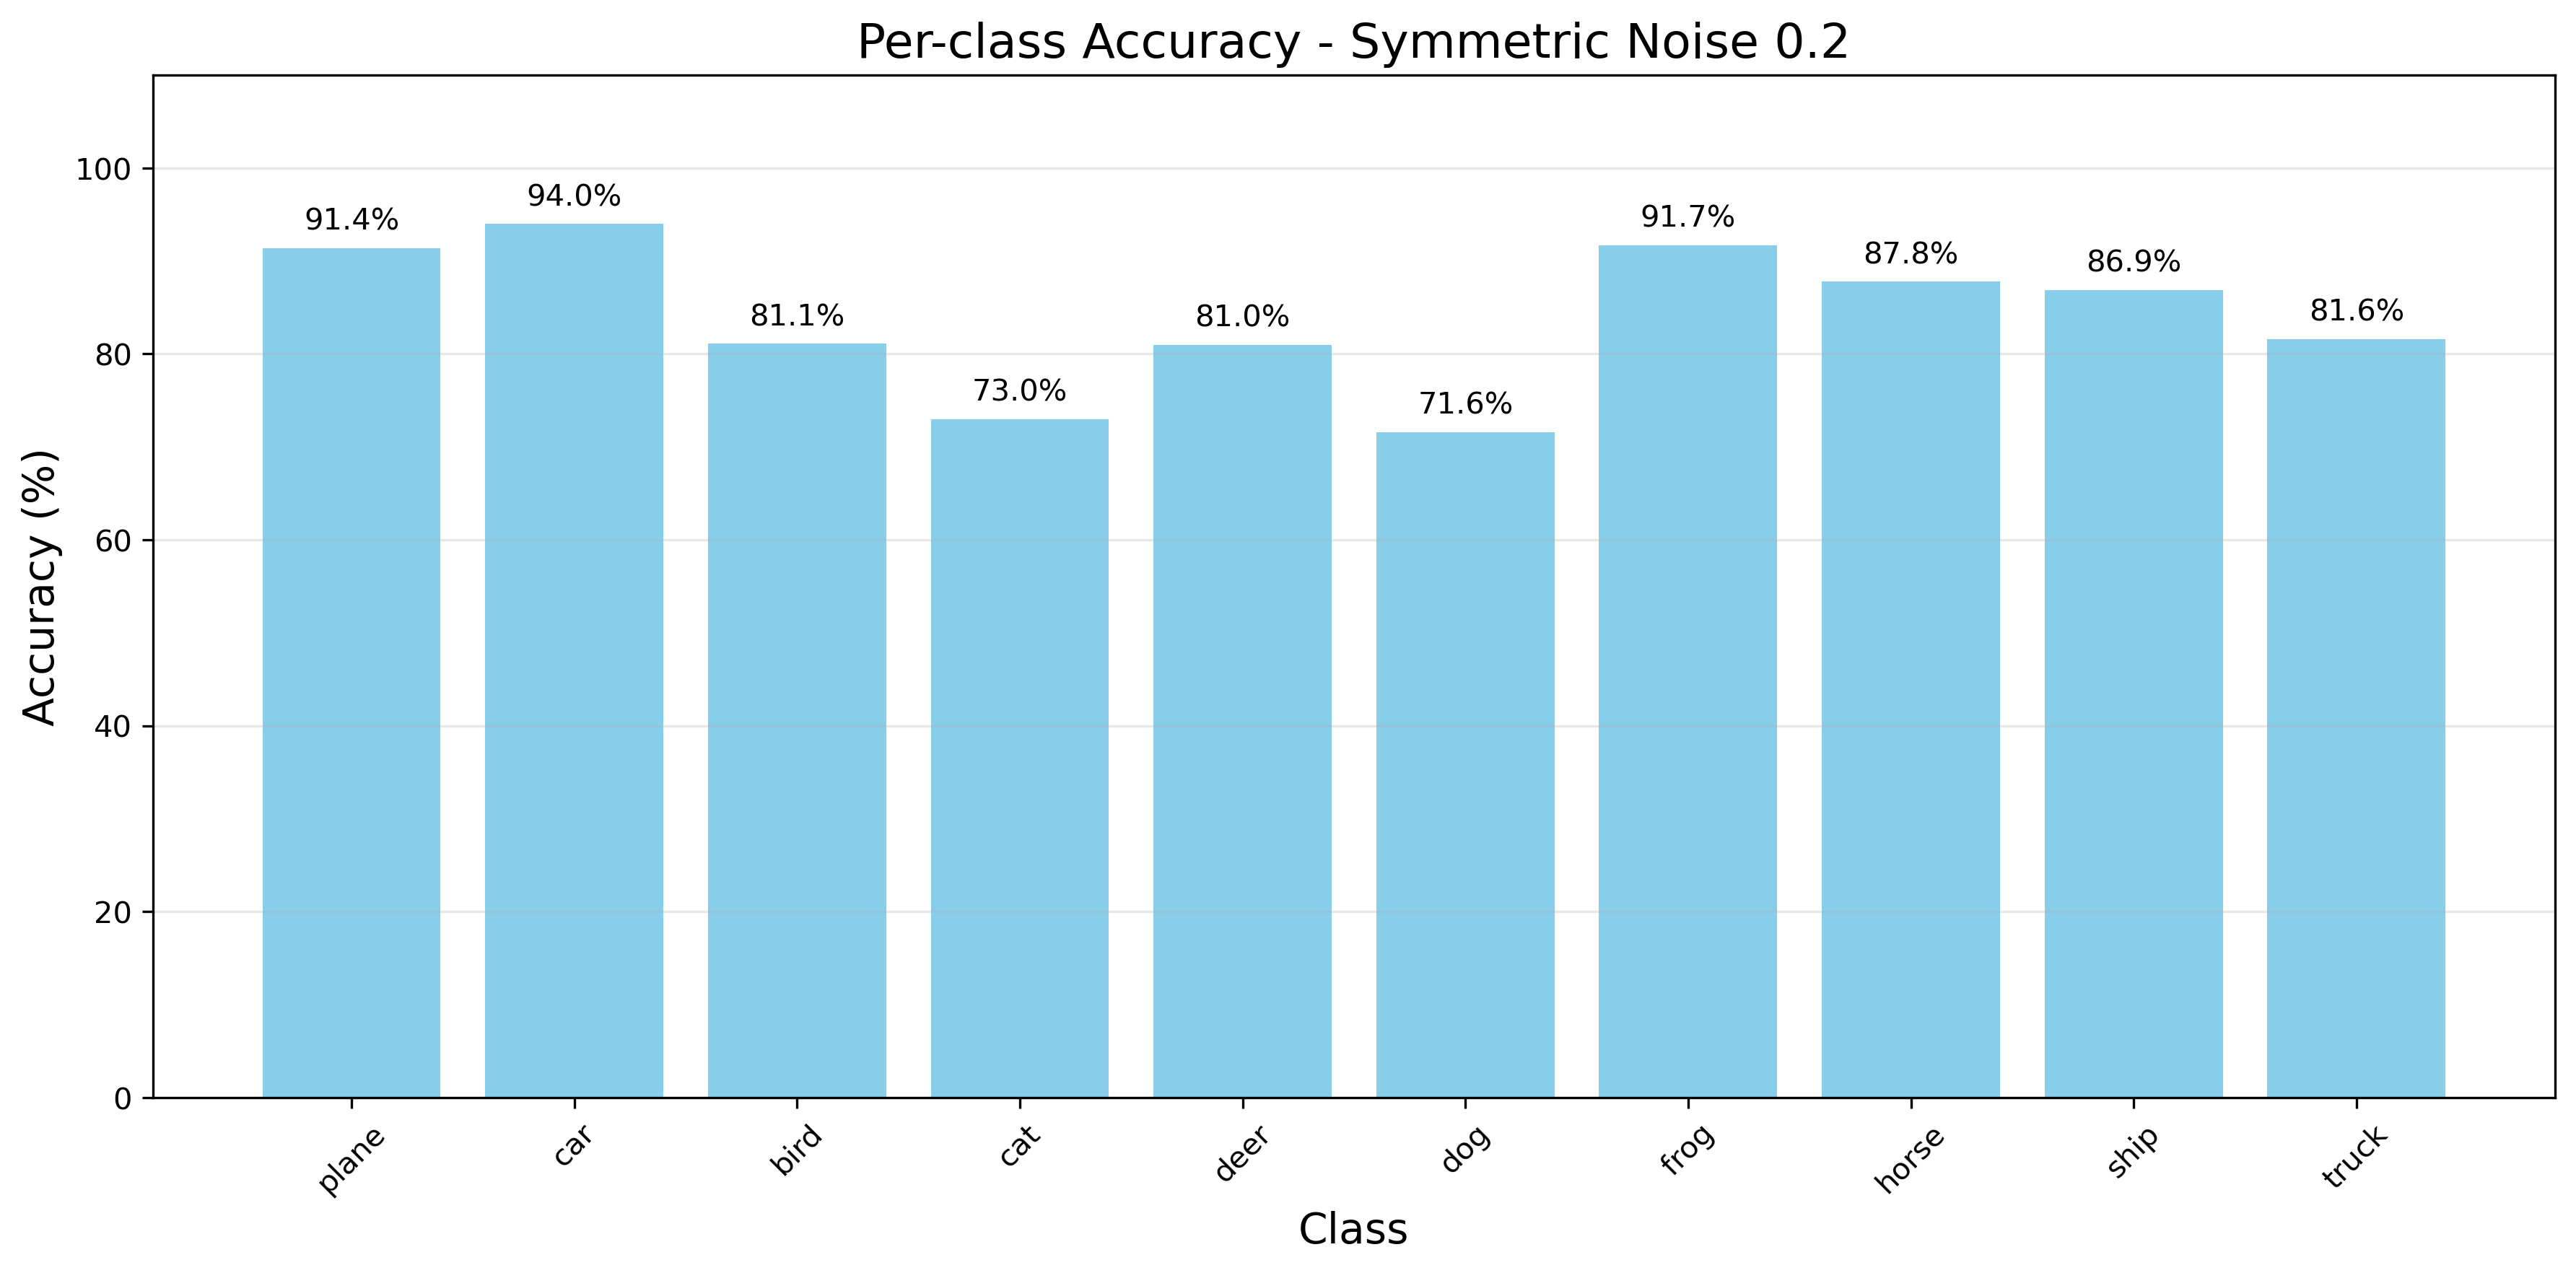 Per-class Accuracy - Symmetric Noise 0.2
Accuracy (%)
100
80
60
40
20
0
91.4%
94.0%
81.1%
73.0%
81.0%
71.6%
91.7%
87.8%
86.9%
81.6%
plane
car
bird
cat
deer
dog
frog
horse
ship
truck
Class